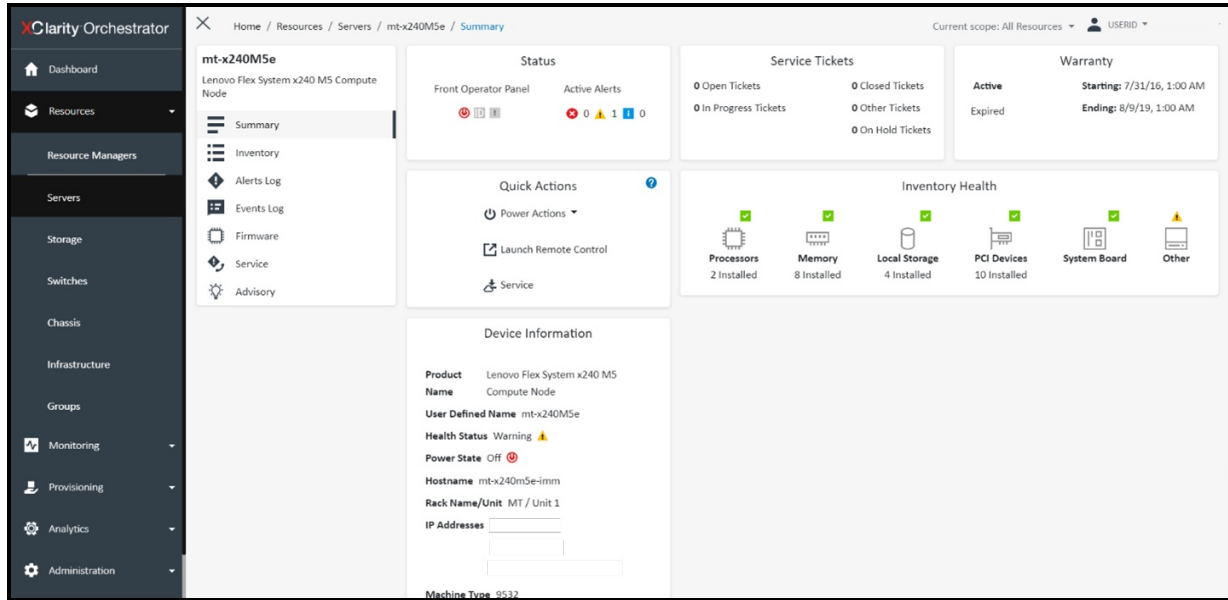 XClarity Orchestrator
Dashboard
Resources
Resource Managers
Servers
Storage
Switches
Chassis
Infrastructure
Groups
Monitoring
Provisioning
Analytics
Administration
Home / Resources / Servers / mt-x240M5e / Summary
Current scope: All Resources
USERID
mt-x240M5e
Lenovo Flex System x240 M5 Compute
Node
Summary
Inventory
Alerts Log
Events Log
Firmware
Service
Advisory
Status
Front Operator Panel Active Alerts
0 1 0
Service Tickets
0 Open Tickets 0 Closed Tickets
0 In Progress Tickets 0 Other Tickets
0 On Hold Tickets
Warranty
Active Starting: 7/31/16, 1:00 AM
Expired Ending: 8/9/19, 1:00 AM
Quick Actions
Power Actions
Launch Remote Control
Service
Inventory Health
Processors Memory Local Storage PCI Devices System Board Other
2 Installed 8 Installed 4 Installed 10 Installed
Device Information
Product Lenovo Flex System x240 M5
Name Compute Node
User Defined Name mt-x240M5e
Health Status Warning
Power State Off
Hostname mt-x240m5e-imm
Rack Name/Unit MT / Unit 1
IP Addresses
Machine Type 9532